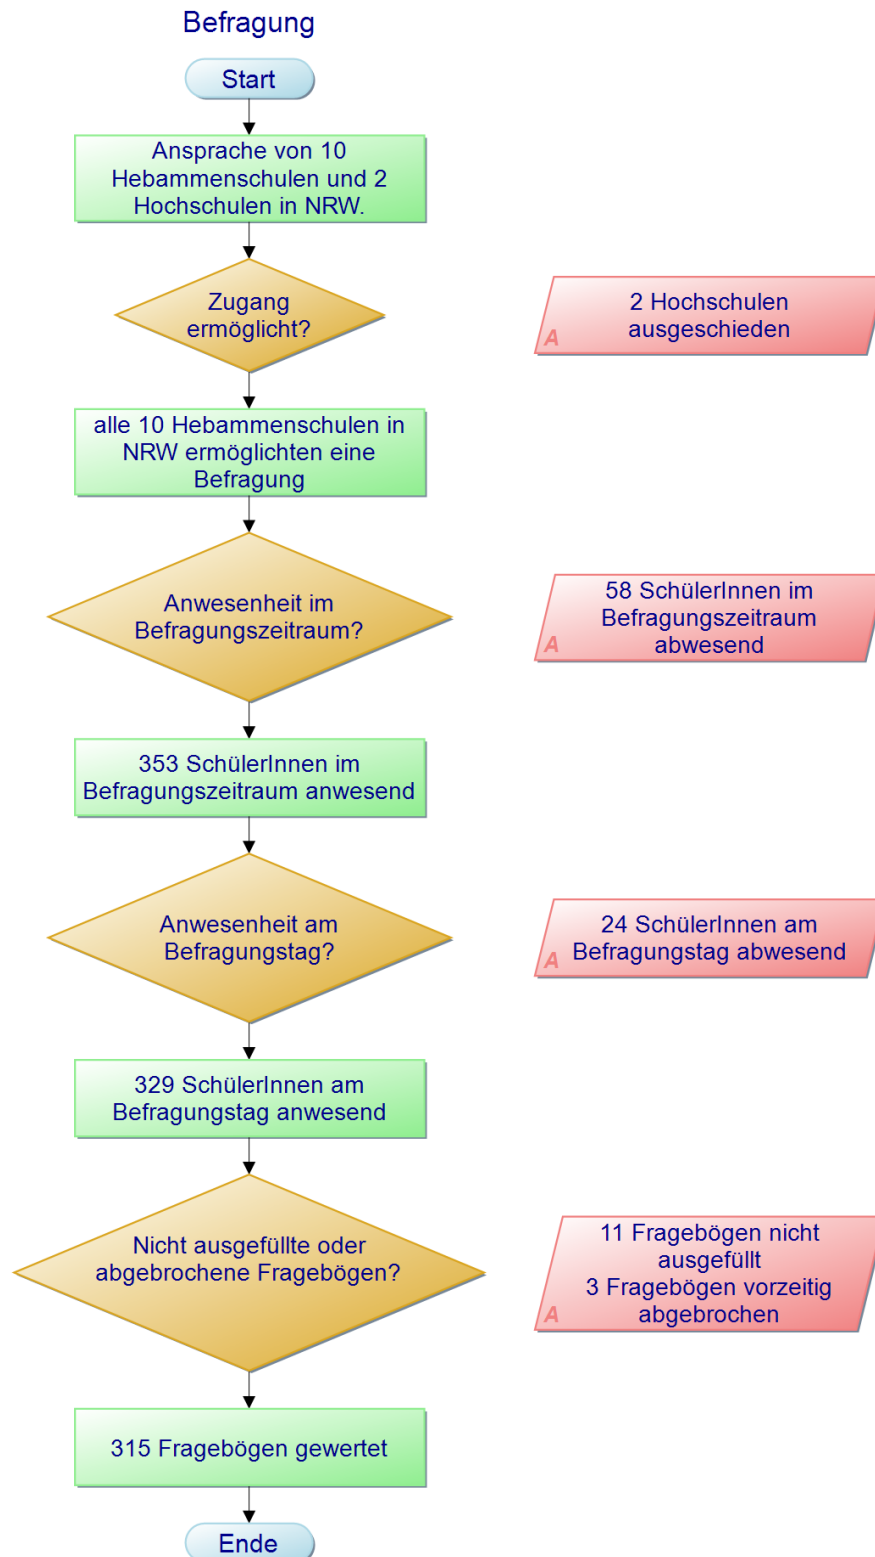 Befragung
Start
Ansprache von 10
Hebammenschulen und 2
Hochschulen in NRW.
Zugang
ermöglicht?
2 Hochschulen
ausgeschieden
A
alle 10 Hebammenschulen in
NRW ermöglichten eine
Befragung
Anwesenheit im
Befragungszeitraum?
58 SchülerInnen im
Befragungszeitraum
abwesend
A
353 SchülerInnen im
Befragungszeitraum anwesend
Anwesenheit am
Befragungstag?
24 SchülerInnen am
Befragungstag abwesend
A
329 SchülerInnen am
Befragungstag anwesend
Nicht ausgefüllte oder
abgebrochene Fragebögen?
11 Fragebögen nicht
ausgefüllt
3 Fragebögen vorzeitig
abgebrochen
A
315 Fragebögen gewertet
Ende